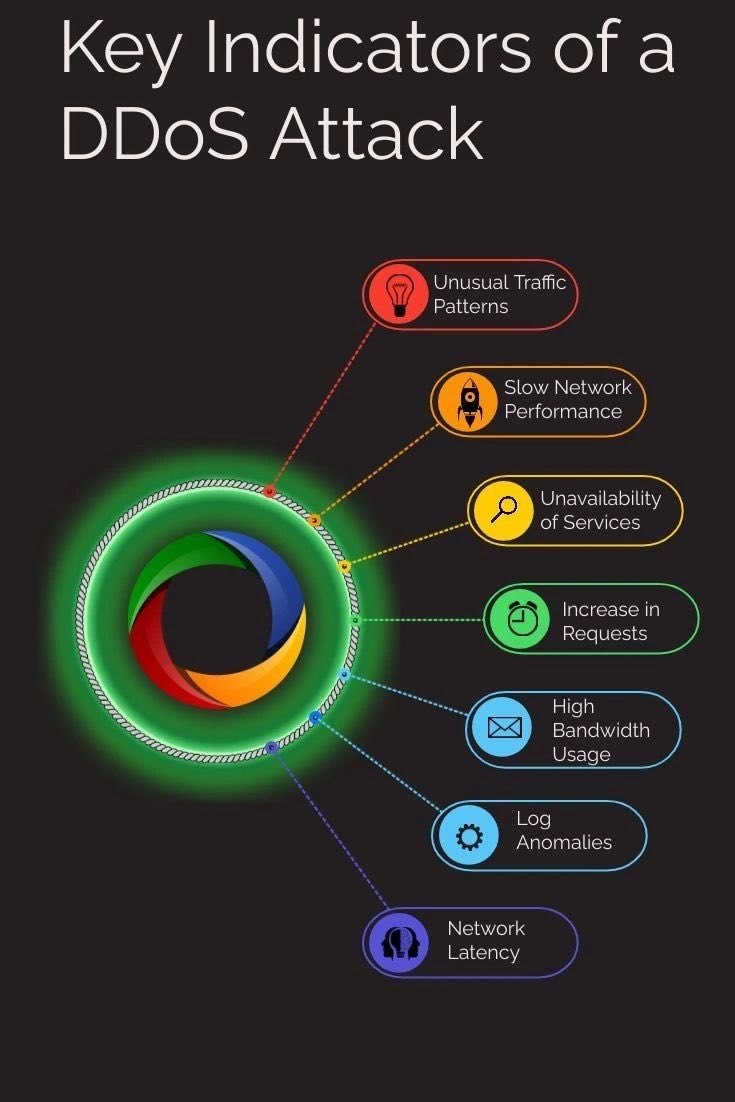 Key Indicators of a
DDoS Attack
Unusual Traffic
Patterns
Slow Network
Performance
Unavailability
of Services
Increase in
Requests
High
Bandwidth
Usage
Log
Anomalies
Network
Latency